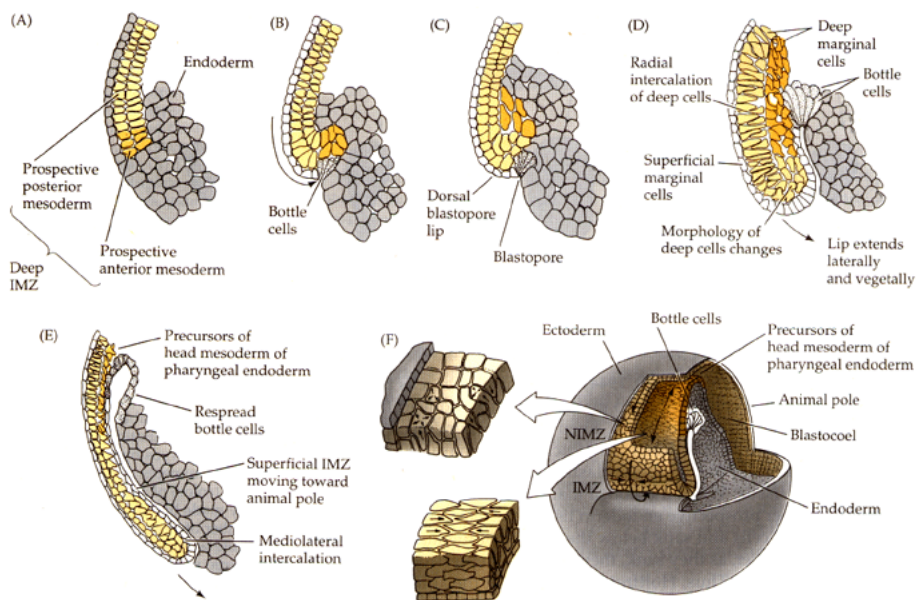 (A)
Endoderm
Prospective
posterior
mesoderm
Deep
IMZ
Prospective
anterior mesoderm
(B)
Bottle
cells
(C)
Dorsal
blastopore
lip
Blastopore
(D)
Deep
marginal
cells
Radial
intercalation
of deep cells
Bottle
cells
Superficial
marginal
cells
Morphology of
deep cells changes
Lip extends
laterally
and vegetally
(E)
Precursors of
head mesoderm of
pharyngeal endoderm
Respread
bottle cells
Superficial IMZ
moving toward
animal pole
Mediolateral
intercalation
(F)
Ectoderm
Bottle cells
Precursors of
head mesoderm of
pharyngeal endoderm
Animal pole
Blastocoel
NIMZ
IMZ
Endoderm